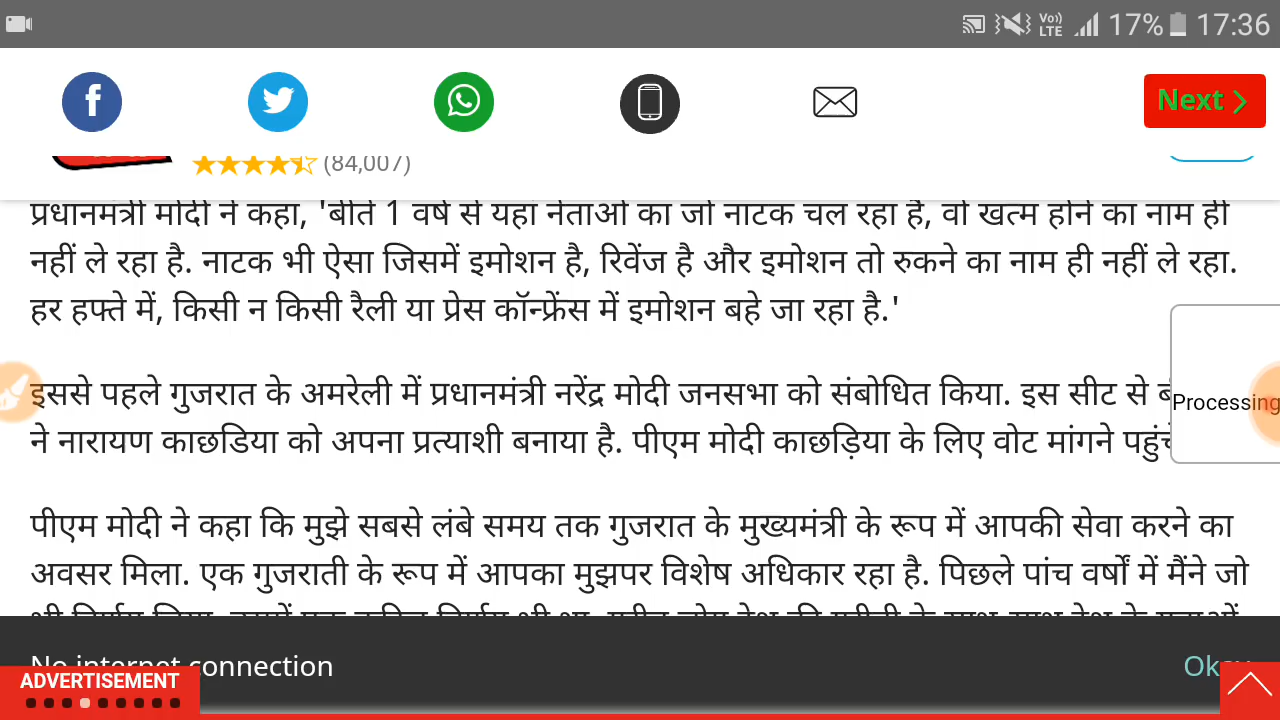 Vo))
LTE
17%
17:36
f
Next
(84,007)
प्रधानमंत्री मोदी ने कहा, 'बीते 1 वर्ष से यहां नेताओं का जो नाटक चल रहा है, वो खत्म होने का नाम ही
नहीं ले रहा है. नाटक भी ऐसा जिसमें इमोशन है, रिवेंज है और इमोशन तो रुकने का नाम ही नहीं ले रहा.
हर हफ्ते में, किसी न किसी रैली या प्रेस कॉन्फ्रेंस में इमोशन बहे जा रहा है.'
इससे पहले गुजरात के अमरेली में प्रधानमंत्री नरेंद्र मोदी जनसभा को संबोधित किया. इस सीट से
Processing
ने नारायण काछडिया को अपना प्रत्याशी बनाया है. पीएम मोदी काछड़िया के लिए वोट मांगने
पीएम मोदी ने कहा कि मुझे सबसे लंबे समय तक गुजरात के मुख्यमंत्री के रूप में आपकी सेवा करने का
अवसर मिला. एक गुजराती के रूप में आपका मुझपर विशेष अधिकार रहा है. पिछले पांच वर्षों में मैंने जो
No internet connection
Okay
ADVERTISEMENT